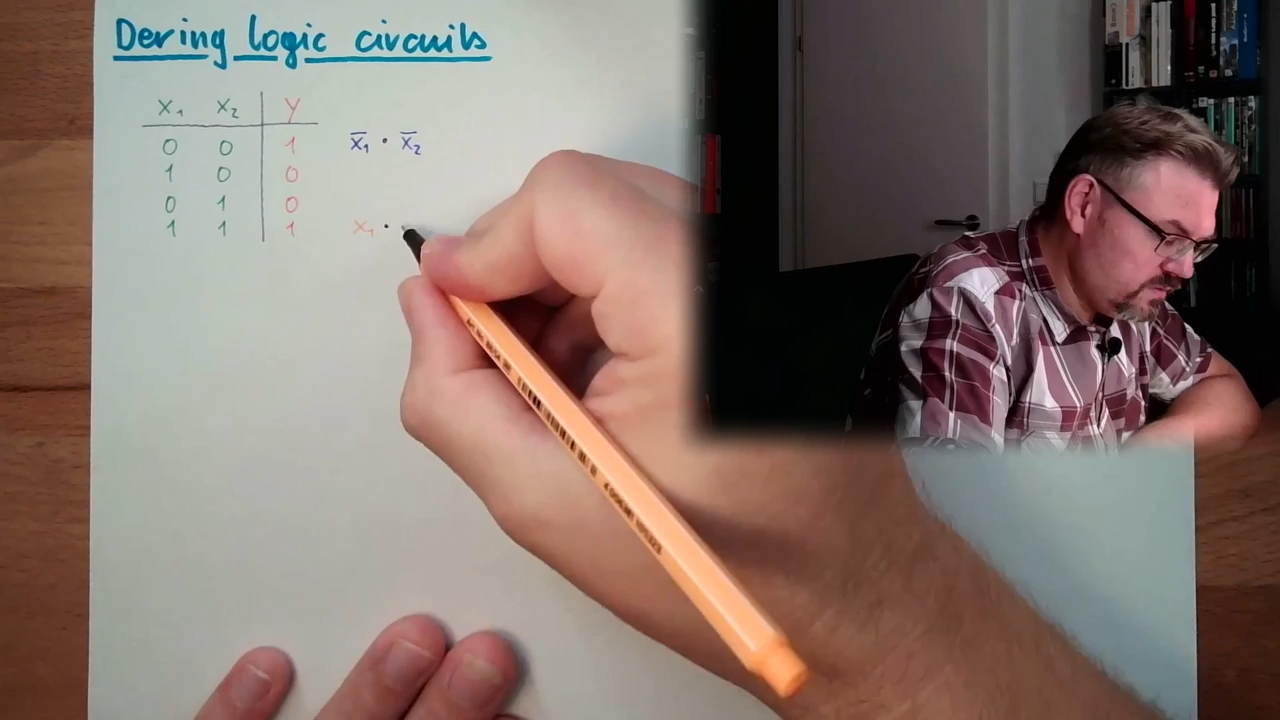 Dering logic circuits
X₁ X₂ Y
0 0 1 x̅₁ · x̅₂
1 0 0
0 1 0
1 1 1 x₁ ·